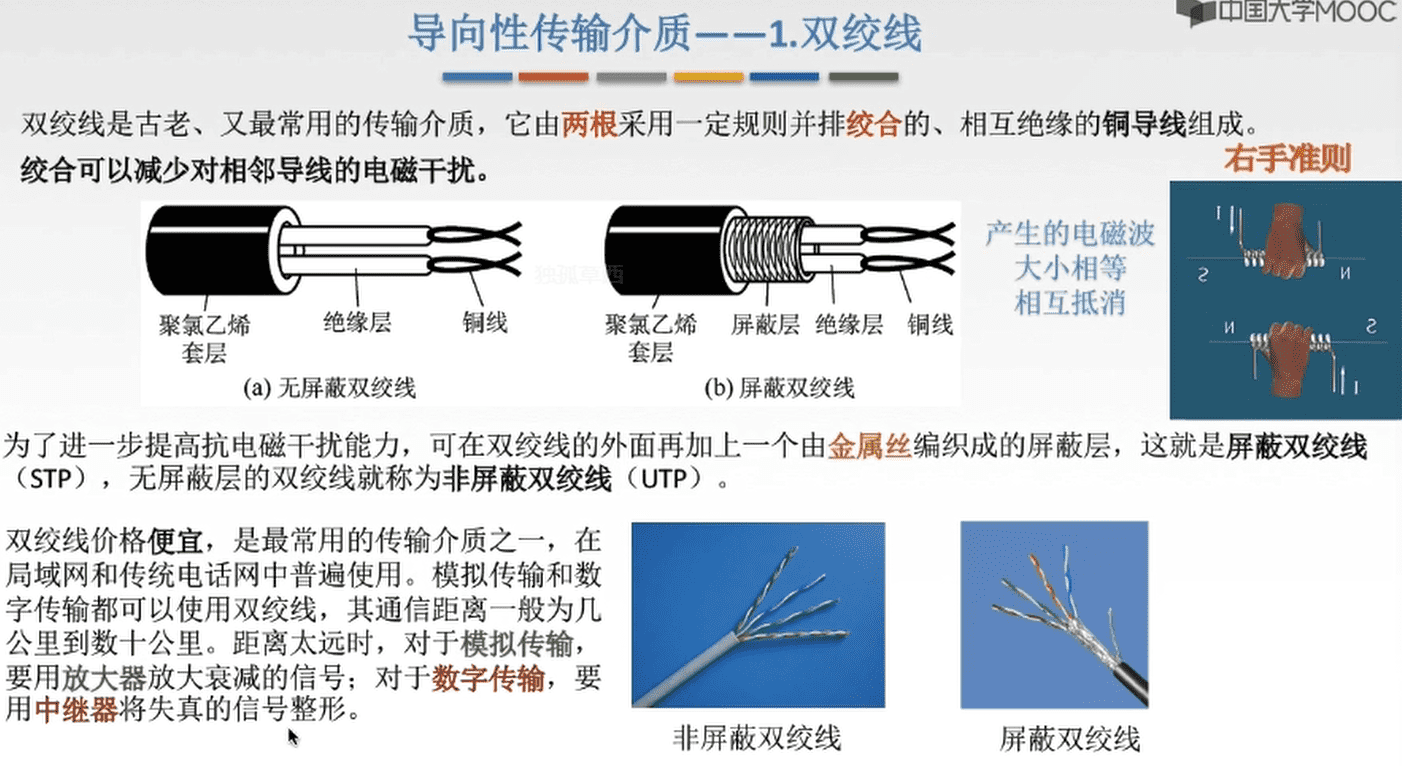 中国大学MOOC
导向性传输介质——1.双绞线
双绞线是古老、又最常用的传输介质，它由两根采用一定规则并排绞合的、相互绝缘的铜导线组成。
绞合可以减少对相邻导线的电磁干扰。
右手准则
聚氯乙烯
套层
绝缘层
铜线
(a) 无屏蔽双绞线
独孤草西
聚氯乙烯
套层
屏蔽层
绝缘层
铜线
(b) 屏蔽双绞线
产生的电磁波
大小相等
相互抵消
I
S
N
N
S
I
为了进一步提高抗电磁干扰能力，可在双绞线的外面再加上一个由金属丝编织成的屏蔽层，这就是屏蔽双绞线
（STP），无屏蔽层的双绞线就称为非屏蔽双绞线（UTP）。
双绞线价格便宜，是最常用的传输介质之一，在
局域网和传统电话网中普遍使用。模拟传输和数
字传输都可以使用双绞线，其通信距离一般为几
公里到数十公里。距离太远时，对于模拟传输，
要用放大器放大衰减的信号；对于数字传输，要
用中继器将失真的信号整形。
非屏蔽双绞线
屏蔽双绞线